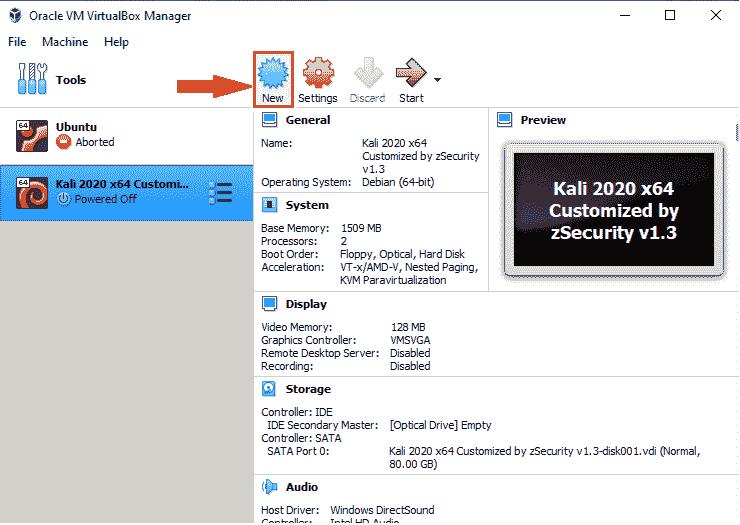 Oracle VM VirtualBox Manager
File Machine Help
Tools
New Settings Discard Start
64 Ubuntu
Aborted
64 Kali 2020 x64 Customi...
Powered Off
General
Name: Kali 2020 x64
Customized by zSecurity
v1.3
Operating System: Debian (64-bit)
Preview
Kali 2020 x64
Customized by
zSecurity v1.3
System
Base Memory: 1509 MB
Processors: 2
Boot Order: Floppy, Optical, Hard Disk
Acceleration: VT-x/AMD-V, Nested Paging,
KVM Paravirtualization
Display
Video Memory: 128 MB
Graphics Controller: VMSVGA
Remote Desktop Server: Disabled
Recording: Disabled
Storage
Controller: IDE
IDE Secondary Master: [Optical Drive] Empty
Controller: SATA
SATA Port 0: Kali 2020 x64 Customized by zSecurity v1.3-disk001.vdi (Normal,
80.00 GB)
Audio
Host Driver: Windows DirectSound
Controller: Intel HD Audio